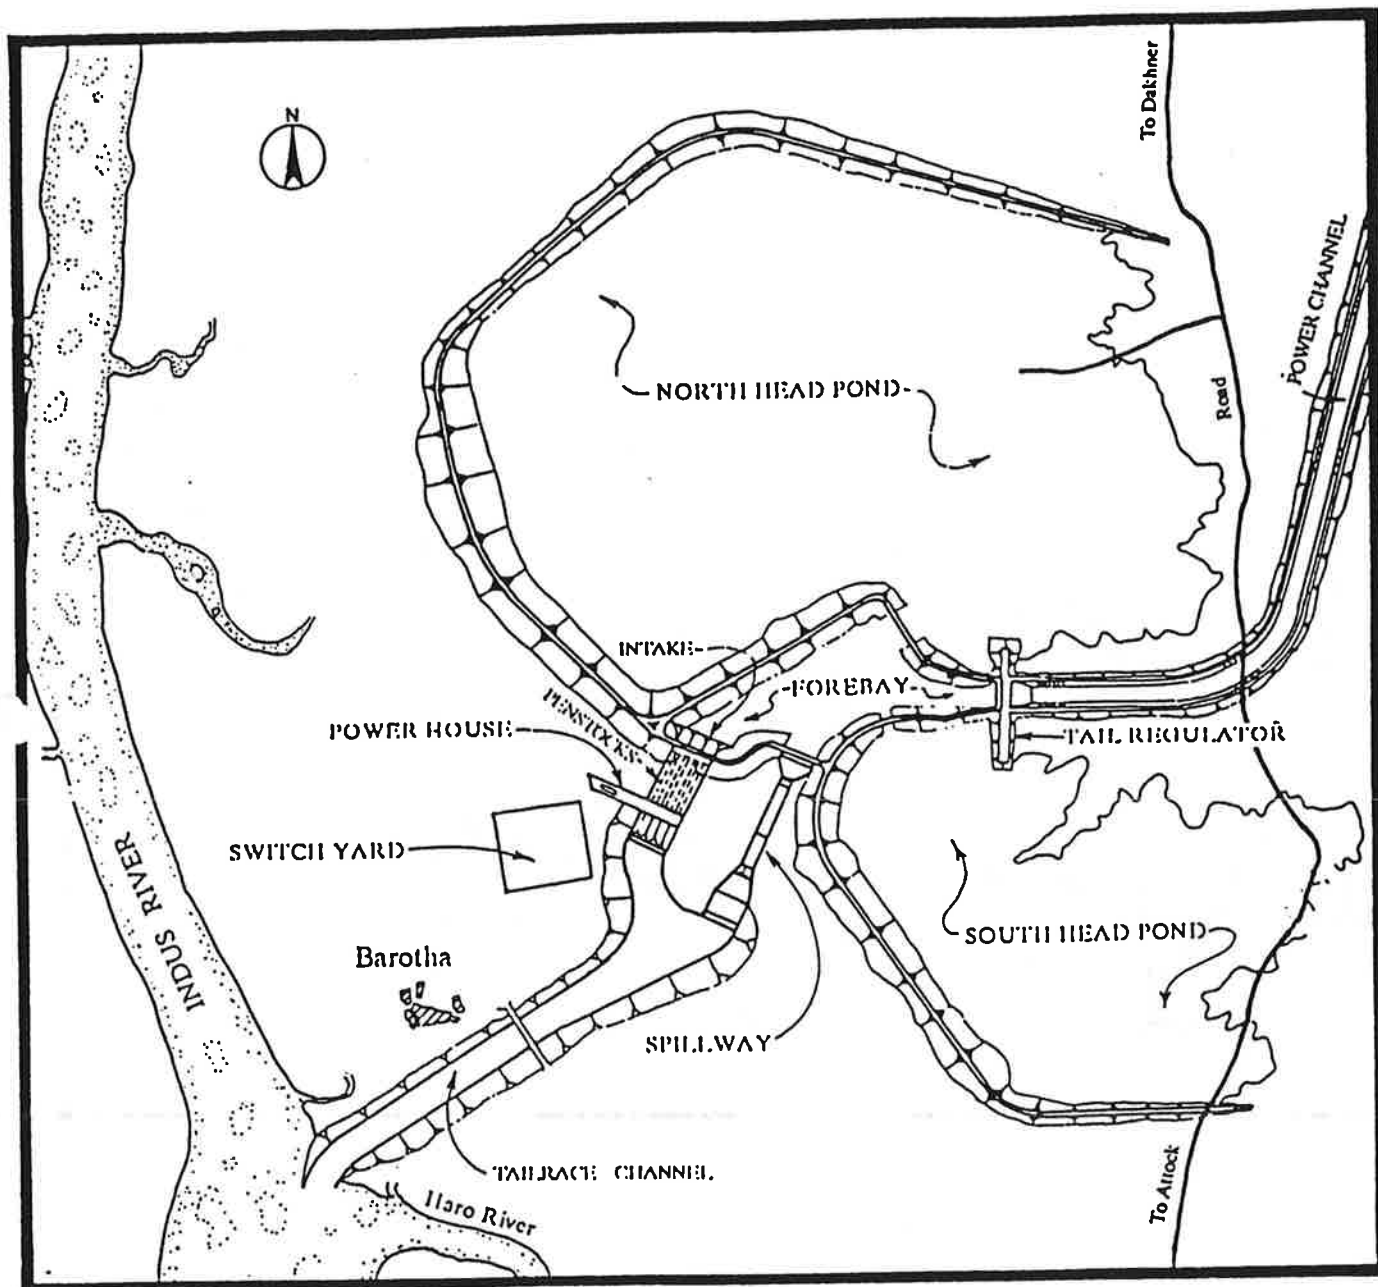 N
To Dakhner
POWER CHANNEL
NORTH HEAD POND
Road
INTAKE
FOREBAY
PENSTOCKS
POWER HOUSE
TAIL REGULATOR
SWITCH YARD
INDUS RIVER
SOUTH HEAD POND
Barotha
SPILLWAY
TAILRACE CHANNEL
Haro River
To Attock